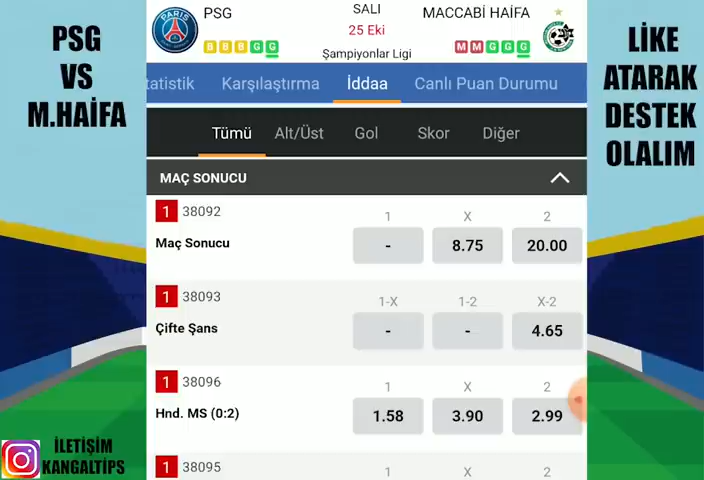 PSG
VS
M.HAİFA
PSG
B B B G G
SALI
25 Eki
Şampiyonlar Ligi
MACCABİ HAİFA
M M G G G
LİKE
ATARAK
DESTEK
OLALIM
tatistik Karşılaştırma İddaa Canlı Puan Durumu
Tümü Alt/Üst Gol Skor Diğer
MAÇ SONUCU
1 38092 1 X 2
Maç Sonucu - 8.75 20.00
1 38093 1-X 1-2 X-2
Çifte Şans - - 4.65
1 38096 1 X 2
Hnd. MS (0:2) 1.58 3.90 2.99
1 38095 1 X 2
İLETİŞİM
KANGALTİPS